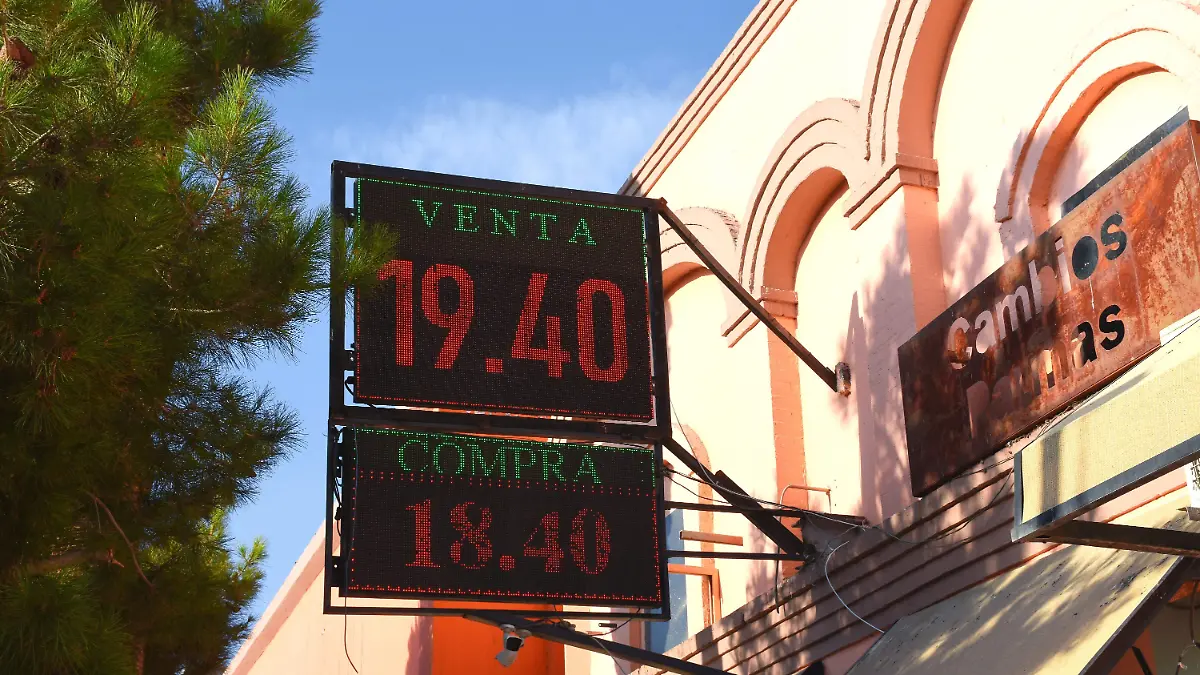 VENTA
19.40
COMPRA
18.40
Cambios